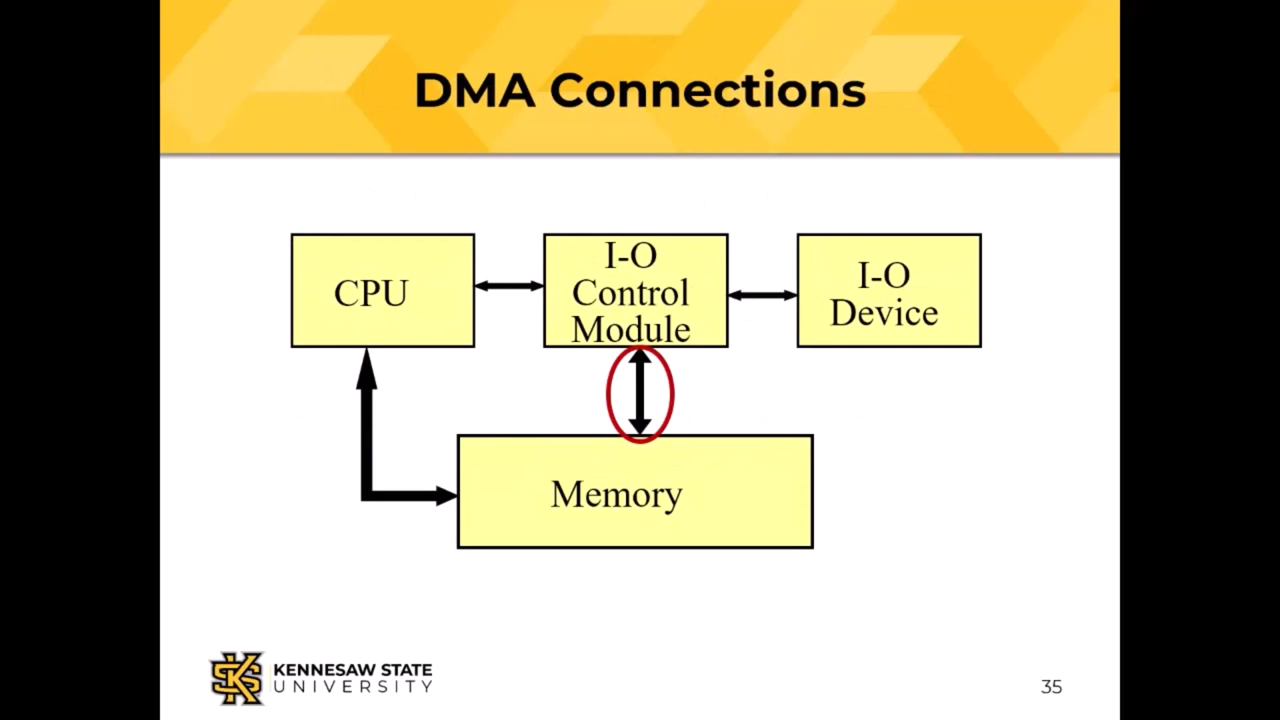 DMA Connections
CPU
I-O
Control
Module
I-O
Device
Memory
KENNESAW STATE
UNIVERSITY
35